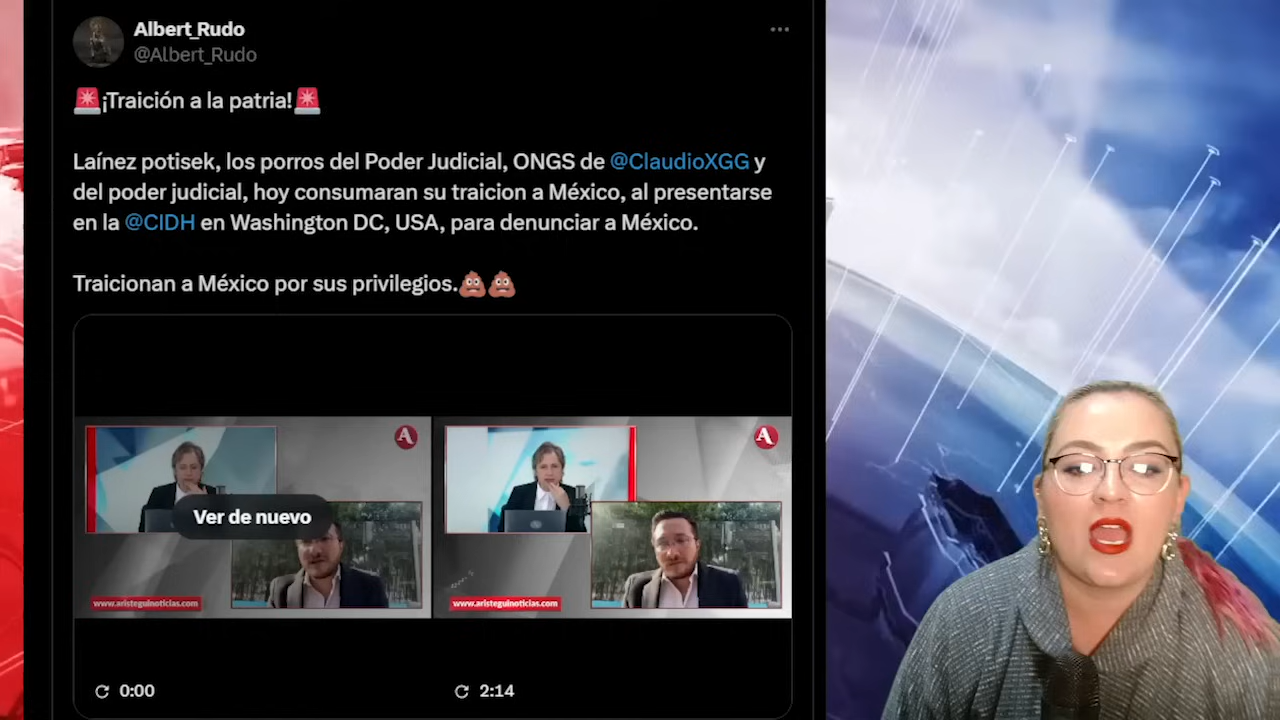 Albert_Rudo
@Albert_Rudo
🚨¡Traición a la patria!🚨
Laínez potisek, los porros del Poder Judicial, ONGS de @ClaudioXGG y
del poder judicial, hoy consumaran su traicion a México, al presentarse
en la @CIDH en Washington DC, USA, para denunciar a México.
Traicionan a México por sus privilegios.💩💩
A
A
Ver de nuevo
www.aristeguinoticias.com
www.aristeguinoticias.com
0:00
2:14